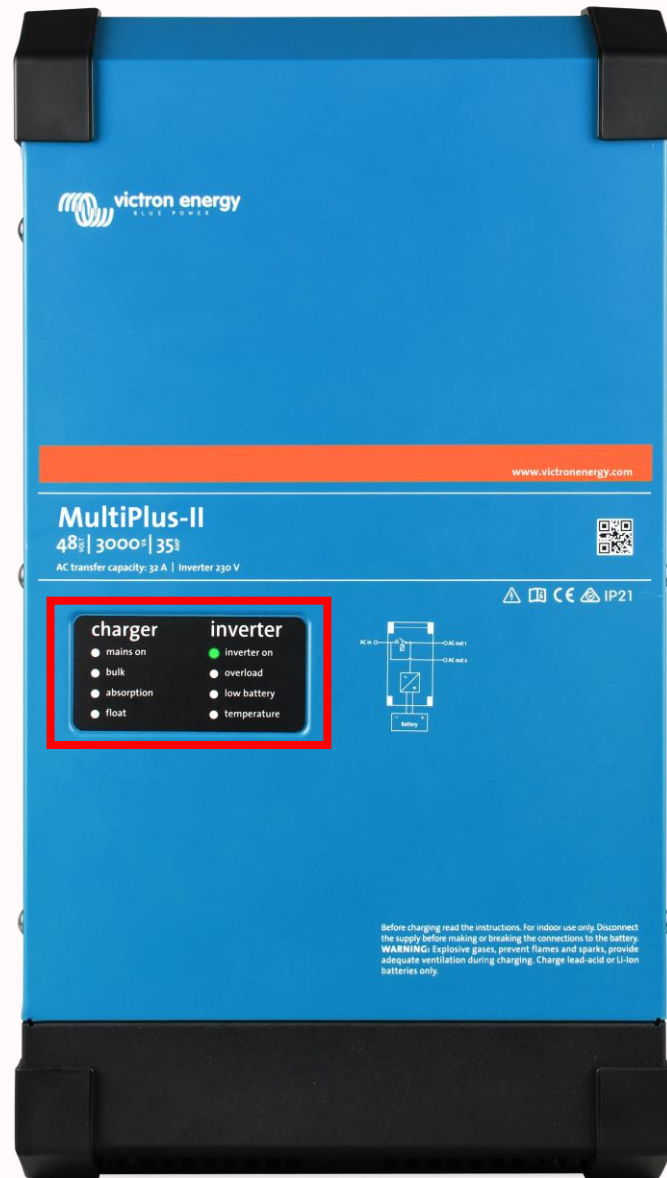 victron energy
BLUE POWER
www.victronenergy.com
MultiPlus-II
48 VOLT | 3000 VA | 35 AMP
AC transfer capacity: 32 A | Inverter 230 V
CE IP21
charger inverter
mains on inverter on
bulk overload
absorption low battery
float temperature
AC in AC out 1
AC out 2
Battery
Before charging read the instructions. For indoor use only. Disconnect
the supply before making or breaking the connections to the battery.
WARNING: Explosive gases, prevent flames and sparks, provide
adequate ventilation during charging. Charge lead-acid or Li-Ion
batteries only.